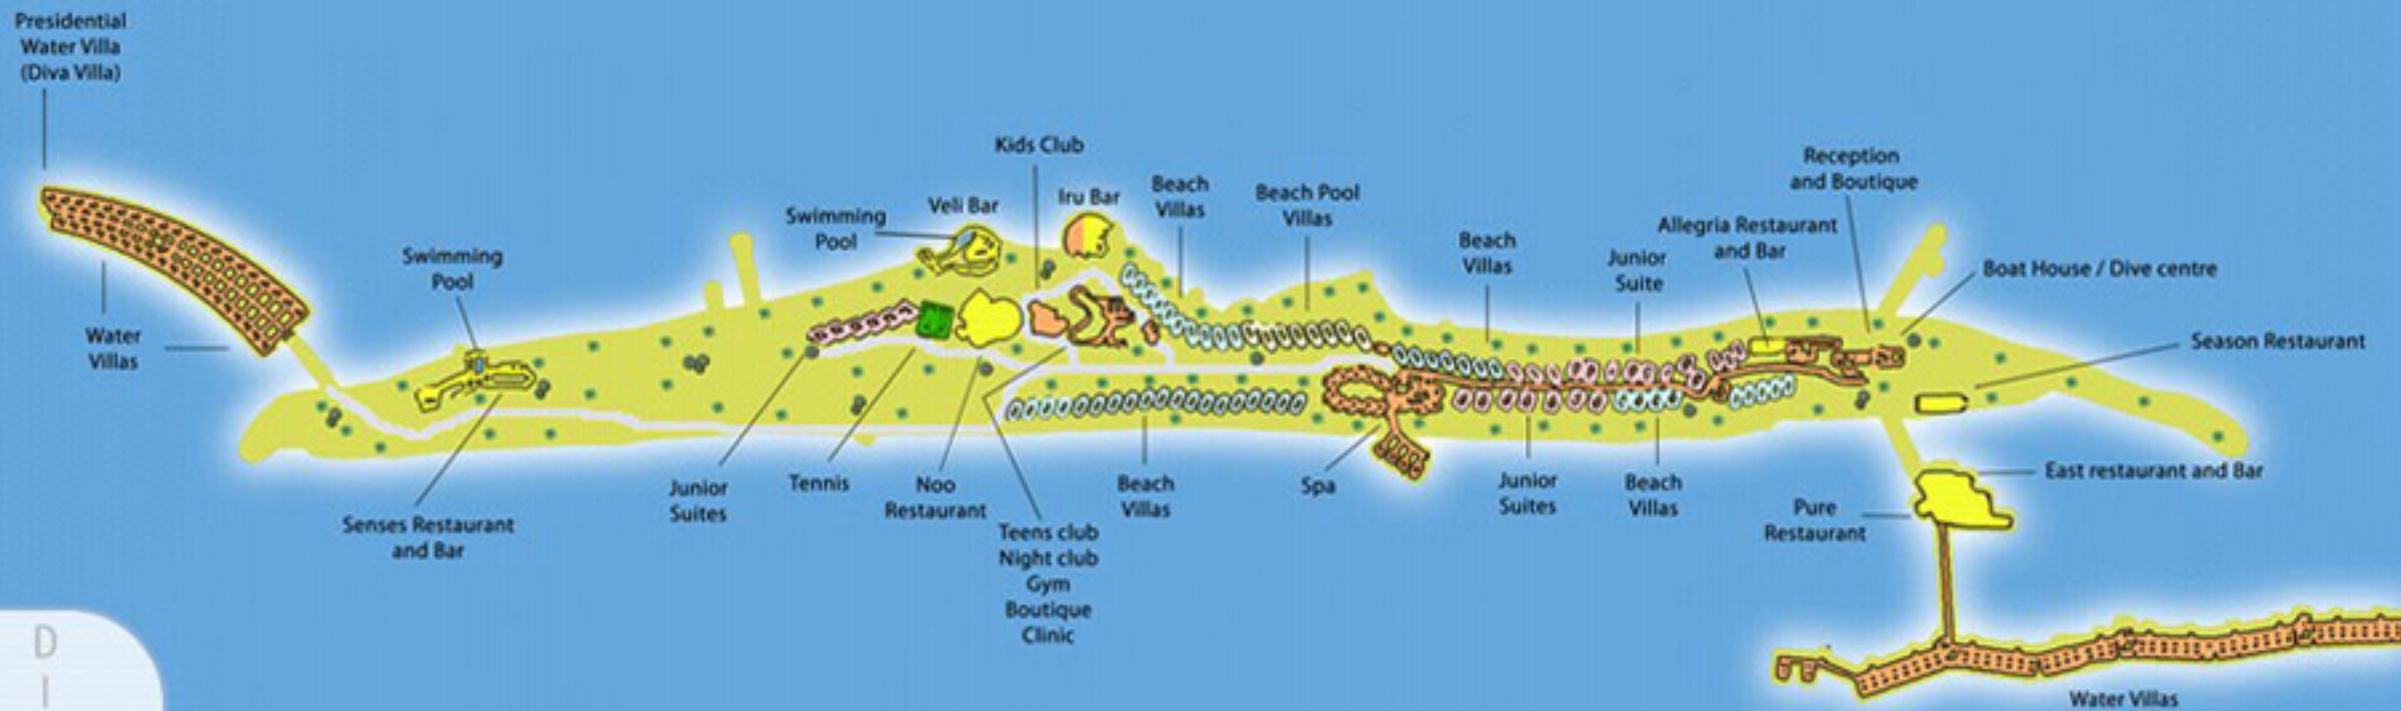 Presidential
Water Villa
(Diva Villa)
Water
Villas
Swimming
Pool
Senses Restaurant
and Bar
Swimming
Pool
Veli Bar
Kids Club
Iru Bar
Beach
Villas
Beach Pool
Villas
Beach
Villas
Junior
Suite
Allegria Restaurant
and Bar
Reception
and Boutique
Boat House / Dive centre
Season Restaurant
Junior
Suites
Tennis
Noo
Restaurant
Teens club
Night club
Gym
Boutique
Clinic
Beach
Villas
Spa
Junior
Suites
Beach
Villas
Pure
Restaurant
East restaurant and Bar
Water Villas
D
I